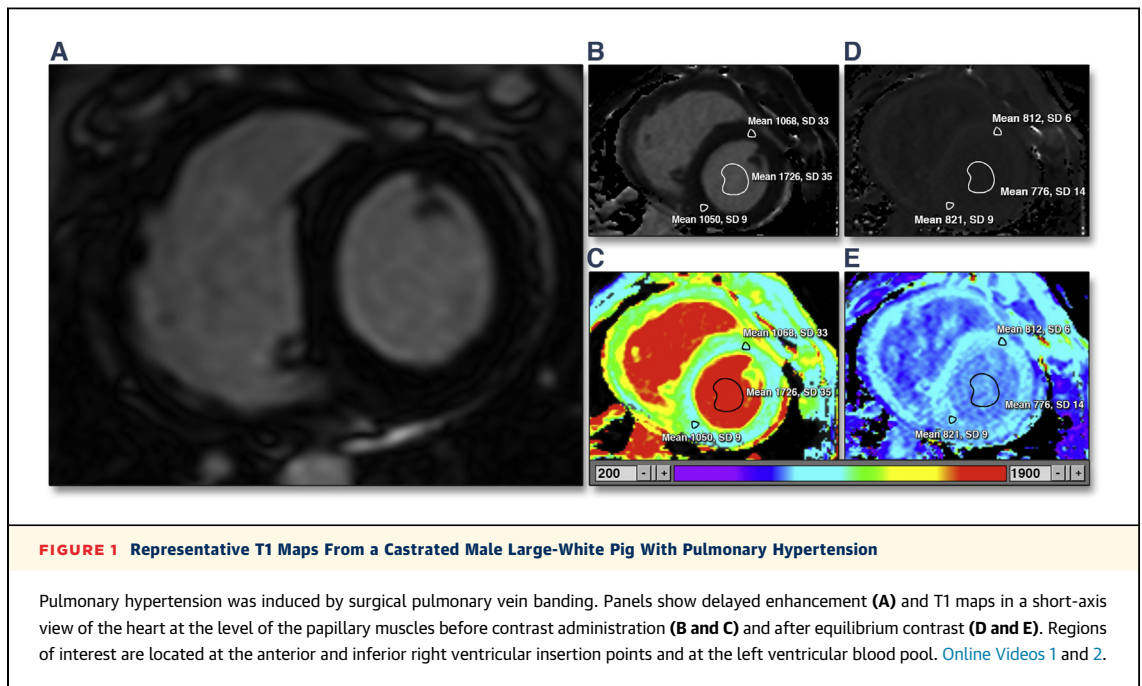 A
B
Mean 1068, SD 33
Mean 1726, SD 35
Mean 1050, SD 9
D
Mean 812, SD 6
Mean 776, SD 14
Mean 821, SD 9
C
Mean 1068, SD 33
Mean 1726, SD 35
Mean 1050, SD 9
E
Mean 812, SD 6
Mean 776, SD 14
Mean 821, SD 9
200 - + 1900 - +
FIGURE 1 Representative T1 Maps From a Castrated Male Large-White Pig With Pulmonary Hypertension
Pulmonary hypertension was induced by surgical pulmonary vein banding. Panels show delayed enhancement (A) and T1 maps in a short-axis
view of the heart at the level of the papillary muscles before contrast administration (B and C) and after equilibrium contrast (D and E). Regions
of interest are located at the anterior and inferior right ventricular insertion points and at the left ventricular blood pool. Online Videos 1 and 2.